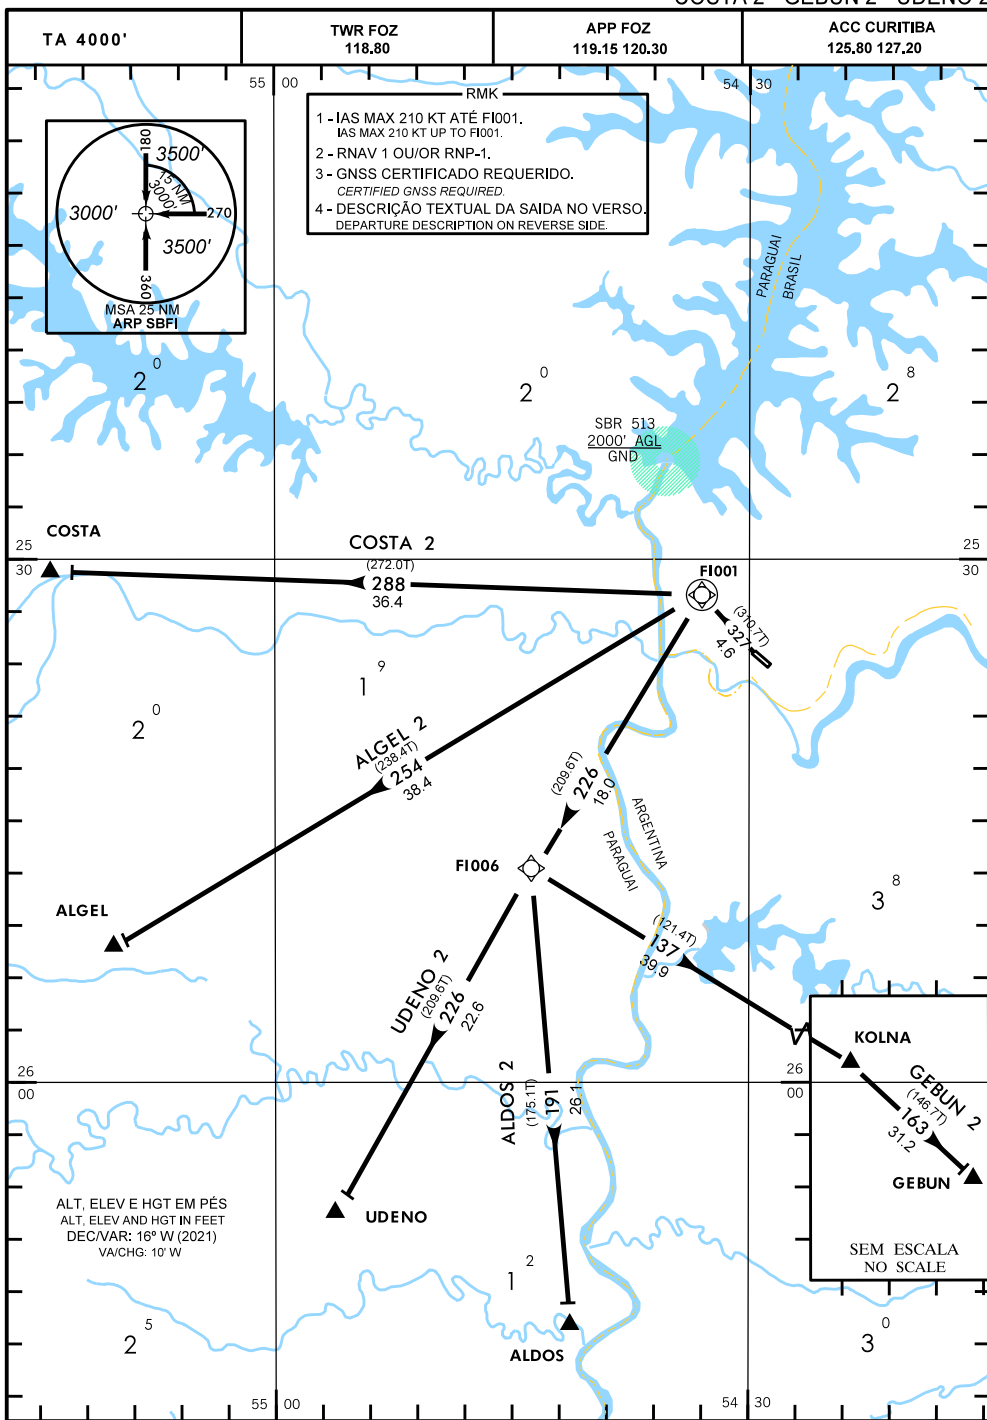 COSTA 2 GEBUN 2 UDENO 2
TA 4000'
TWR FOZ
118.80
APP FOZ
119.15 120.30
ACC CURITIBA
125.80 127.20
55 00
54 30
RMK
1 - IAS MAX 210 KT ATÉ FI001.
IAS MAX 210 KT UP TO FI001.
2 - RNAV 1 OU/OR RNP-1.
3 - GNSS CERTIFICADO REQUERIDO.
CERTIFIED GNSS REQUIRED.
4 - DESCRIÇÃO TEXTUAL DA SAIDA NO VERSO.
DEPARTURE DESCRIPTION ON REVERSE SIDE.
180
3500'
15 NM
3000'
3000'
270
3500'
360
MSA 25 NM
ARP SBFI
PARAGUAI
BRASIL
2 0
2 0
2 8
SBR 513
2000' AGL
GND
COSTA
COSTA 2
(272.0T)
288
36.4
25
30
25
30
FI001
(310.7T)
327
4.6
1 9
2 0
ALGEL 2
(238.4T)
254
38.4
(209.6T)
226
18.0
ARGENTINA
PARAGUAI
FI006
3 8
ALGEL
(121.4T)
137
39.9
UDENO 2
(209.6T)
226
22.6
ALDOS 2
(175.1T)
191
26.1
26
00
26
00
KOLNA
GEBUN 2
(146.7T)
163
31.2
GEBUN
SEM ESCALA
NO SCALE
ALT, ELEV E HGT EM PÉS
ALT, ELEV AND HGT IN FEET
DEC/VAR: 16º W (2021)
VA/CHG: 10' W
UDENO
1 2
2 5
ALDOS
3 0
55 00
54 30